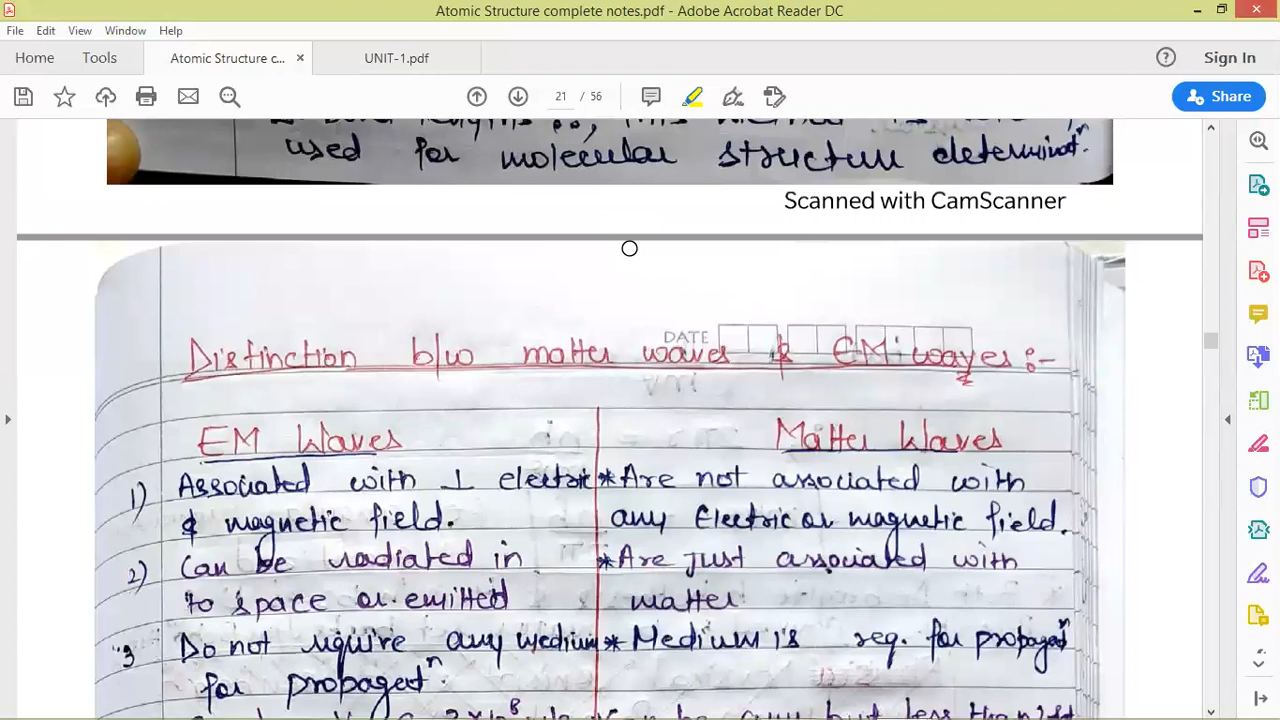 Atomic Structure complete notes.pdf - Adobe Acrobat Reader DC
File Edit View Window Help
Home Tools Atomic Structure c... × UNIT-1.pdf Sign In
21 / 56 Share
used for molecular structure determinatⁿ.
Scanned with CamScanner
DATE
Distinction b/w matter waves & EM waves :-
EM Waves Matter Waves
1) Associated with ⊥ electric * Are not associated with
& magnetic field. any Electric or magnetic field.
2) Can be radiated in * Are just associated with
to space or emitted matter
3 Do not rquire any medium * Medium is req. for propagatⁿ
for propagatⁿ.